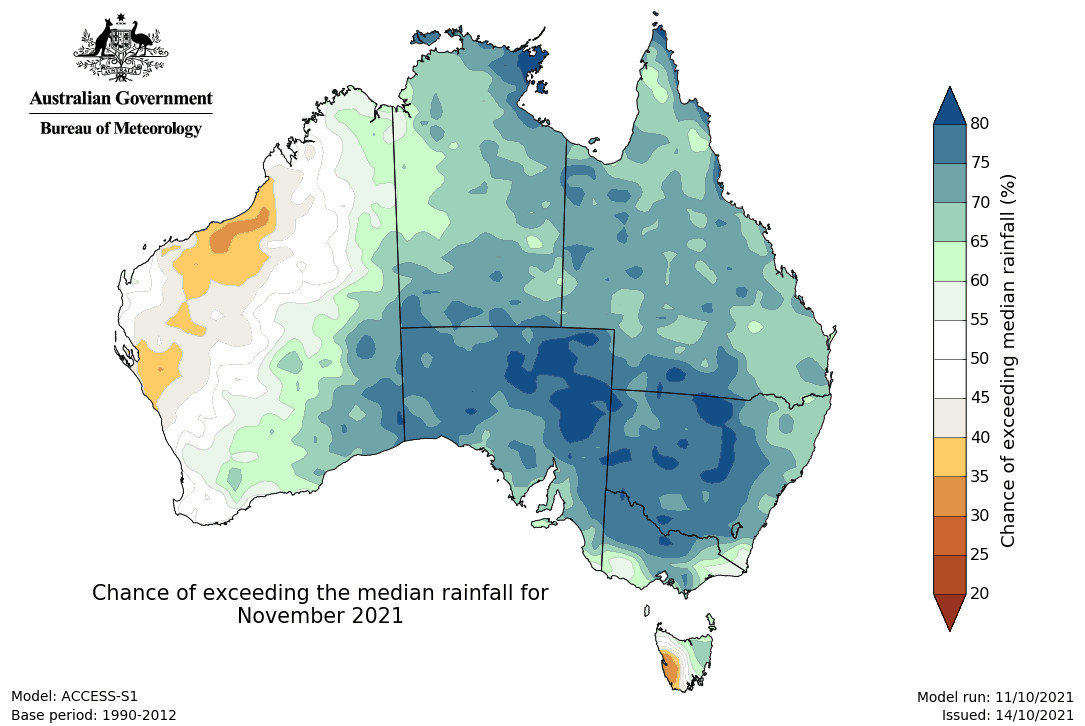 Australian Government
Bureau of Meteorology
80
75
70
65
60
55
50
45
40
35
30
25
20
Chance of exceeding median rainfall (%)
Chance of exceeding the median rainfall for
November 2021
Model: ACCESS-S1
Base period: 1990-2012
Model run: 11/10/2021
Issued: 14/10/2021